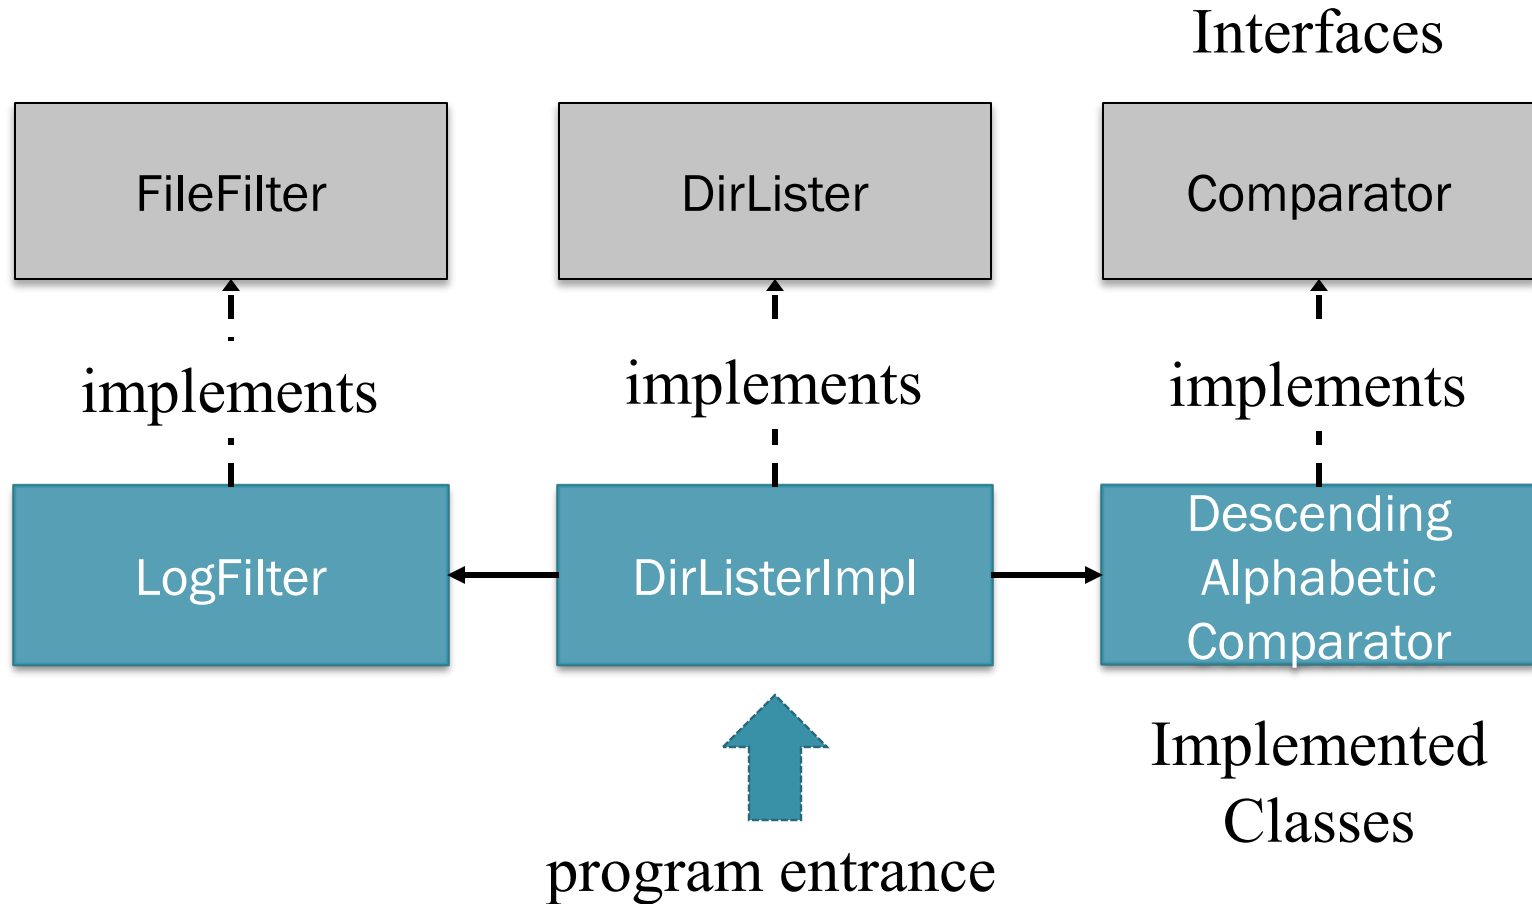 Interfaces
FileFilter
DirLister
Comparator
implements
implements
implements
LogFilter
DirListerImpl
Descending
Alphabetic
Comparator
Implemented
Classes
program entrance